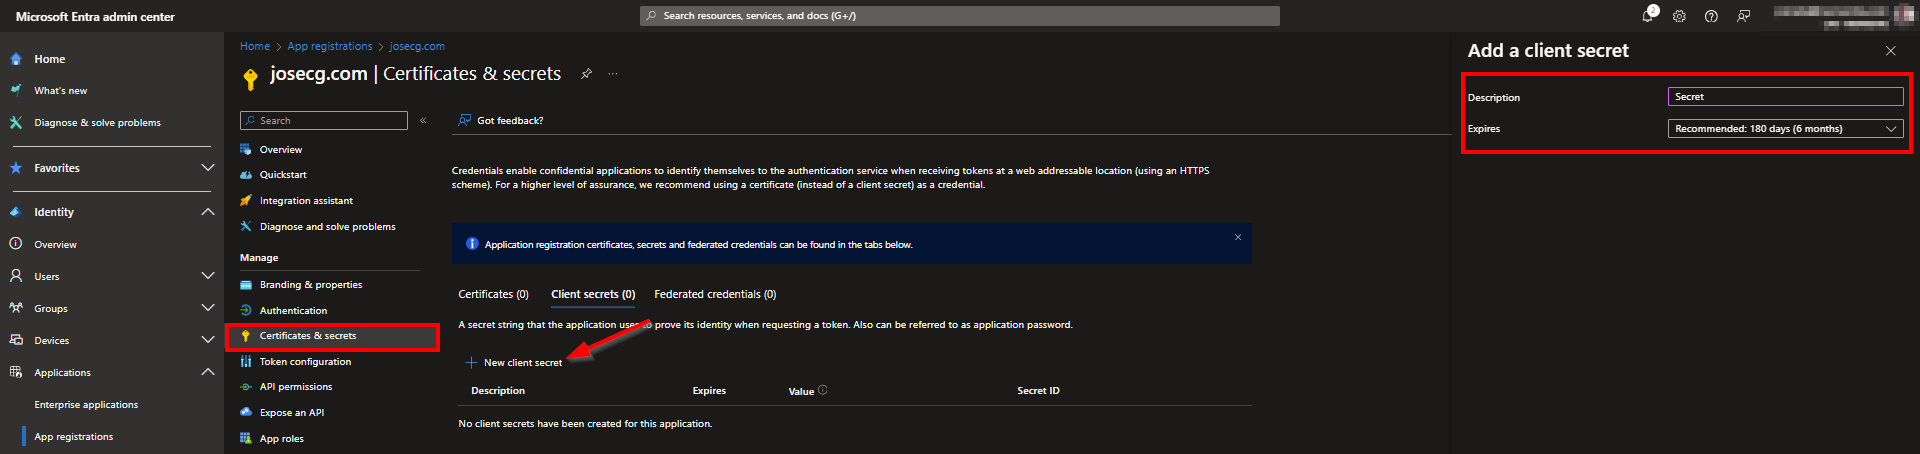 Microsoft Entra admin center
Search resources, services, and docs (G+/)
2
Home
What's new
Diagnose & solve problems
Favorites
Identity
Overview
Users
Groups
Devices
Applications
Enterprise applications
App registrations
Home > App registrations > josecg.com
josecg.com | Certificates & secrets
Search
Overview
Quickstart
Integration assistant
Diagnose and solve problems
Manage
Branding & properties
Authentication
Certificates & secrets
Token configuration
API permissions
Expose an API
App roles
Got feedback?
Credentials enable confidential applications to identify themselves to the authentication service when receiving tokens at a web addressable location (using an HTTPS
scheme). For a higher level of assurance, we recommend using a certificate (instead of a client secret) as a credential.
Application registration certificates, secrets and federated credentials can be found in the tabs below.
Certificates (0) Client secrets (0) Federated credentials (0)
A secret string that the application uses to prove its identity when requesting a token. Also can be referred to as application password.
New client secret
Description Expires Value Secret ID
No client secrets have been created for this application.
Add a client secret
Description Secret
Expires Recommended: 180 days (6 months)